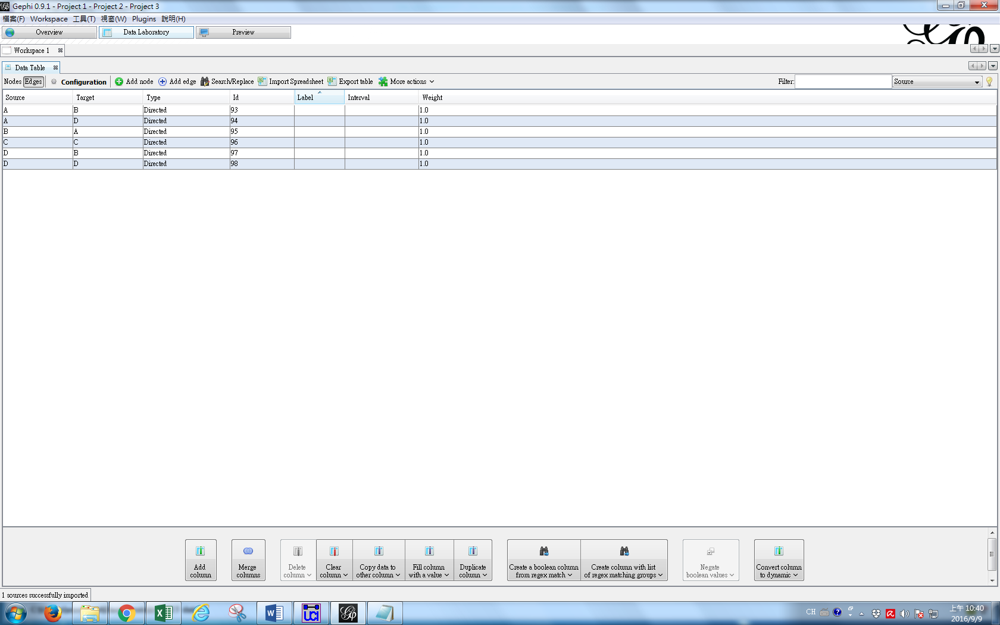 Gephi 0.9.1 - Project 1 - Project 2 - Project 3
檔案(F) Workspace 工具(T) 視窗(W) Plugins 說明(H)
Overview Data Laboratory Preview
Workspace 1
Data Table
Nodes Edges Configuration Add node Add edge Search/Replace Import Spreadsheet Export table More actions Filter: Source
Source Target Type Id Label Interval Weight
A B Directed 93 1.0
A D Directed 94 1.0
B A Directed 95 1.0
C C Directed 96 1.0
D B Directed 97 1.0
D D Directed 98 1.0
Add column
Merge columns
Delete column
Clear column
Copy data to other column
Fill column with a value
Duplicate column
Create a boolean column from regex match
Create column with list of regex matching groups
Negate boolean values
Convert column to dynamic
1 sources successfully imported
CH 上午 10:40
2016/9/9